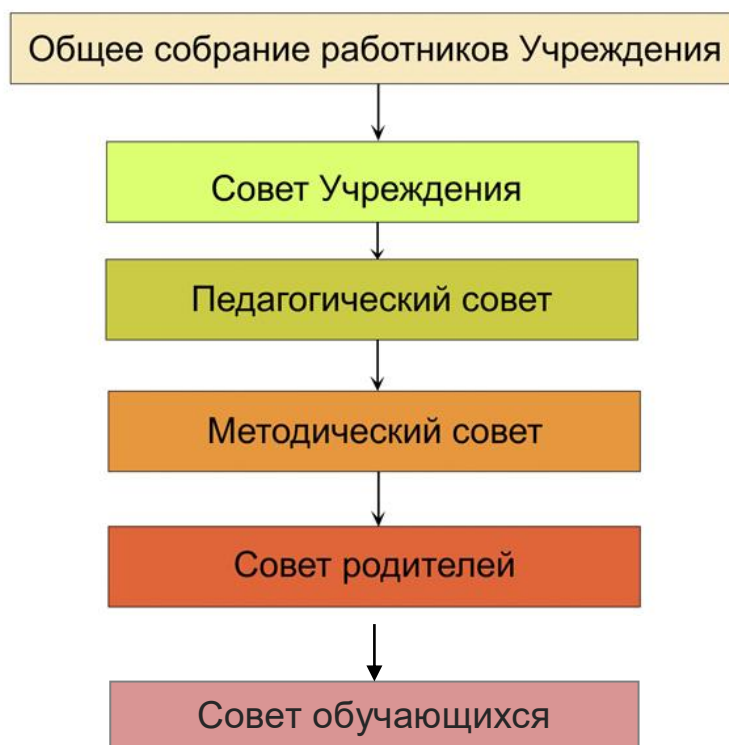 Общее собрание работников Учреждения
Совет Учреждения
Педагогический совет
Методический совет
Совет родителей
Совет обучающихся